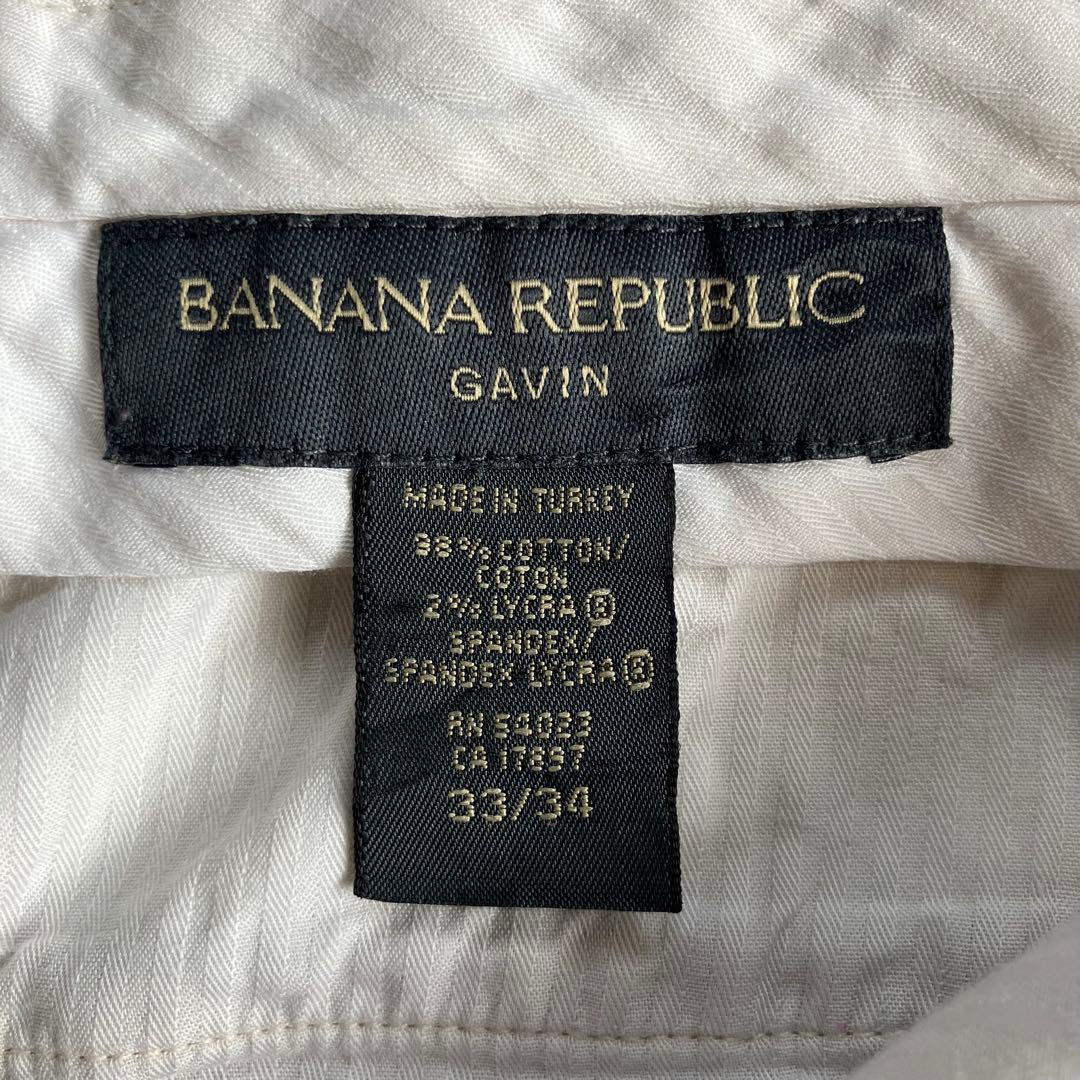 BANANA REPUBLIC
GAVIN
MADE IN TURKEY
98% COTTON/
COTON
2% LYCRA®
SPANDEX/
SPANDEX LYCRA®
RN 54023
CA 17897
33/34